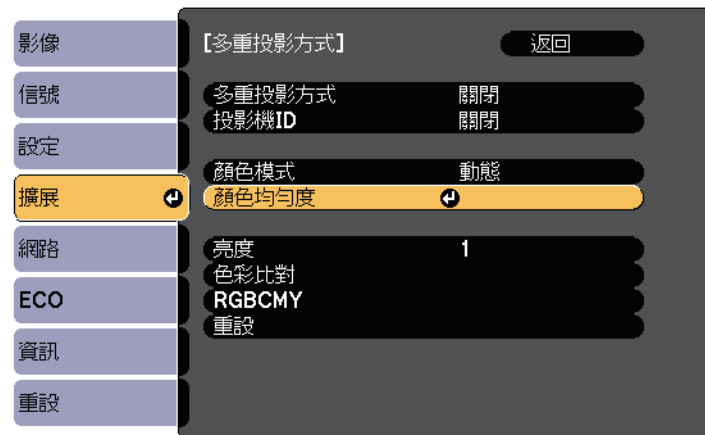 影像
信號
設定
擴展
網路
ECO
資訊
重設
[多重投影方式] 返回
多重投影方式 關閉
投影機ID 關閉
顏色模式 動態
顏色均勻度
亮度 1
色彩比對
RGBCMY
重設